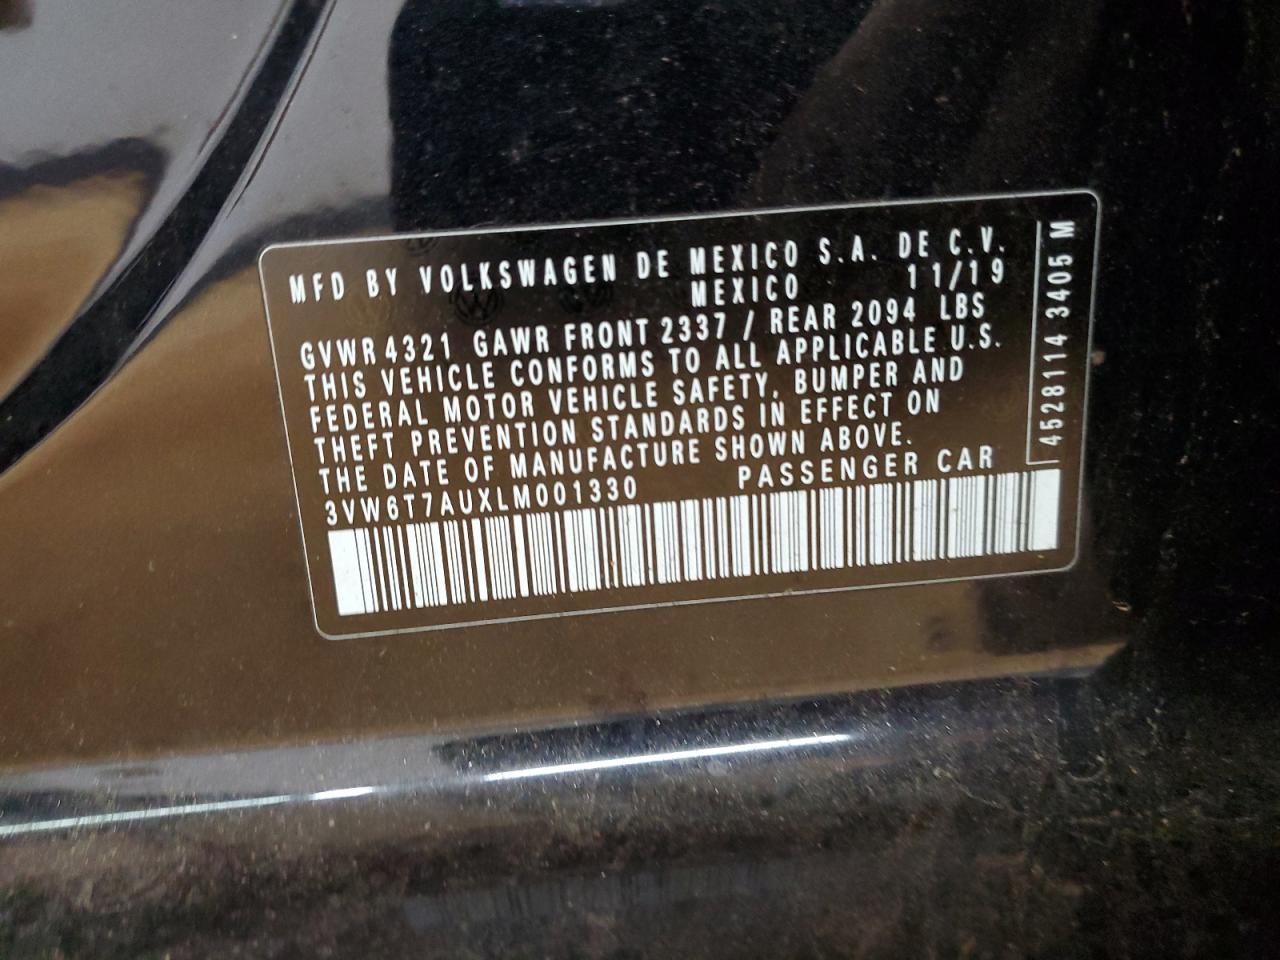 MFD BY VOLKSWAGEN DE MEXICO S.A. DE C.V.
MEXICO 11/19
GVWR 4321 GAWR FRONT 2337 / REAR 2094 LBS
THIS VEHICLE CONFORMS TO ALL APPLICABLE U.S.
FEDERAL MOTOR VEHICLE SAFETY, BUMPER AND
THEFT PREVENTION STANDARDS IN EFFECT ON
THE DATE OF MANUFACTURE SHOWN ABOVE.
3VW6T7AUXLM001330 PASSENGER CAR
4528114 3405 M